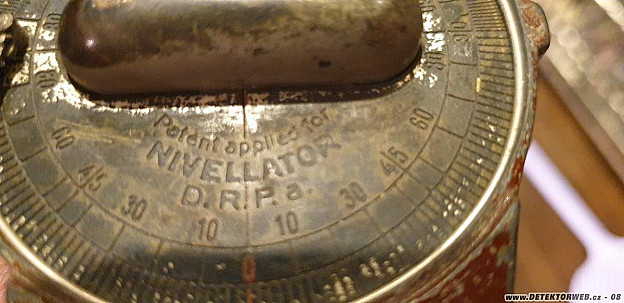 Patent applied for
NIVELLATOR
D.R.P.a.
60 45 30 10 0 10 30 45 60
www.DETEKTORWEB.cz - 08